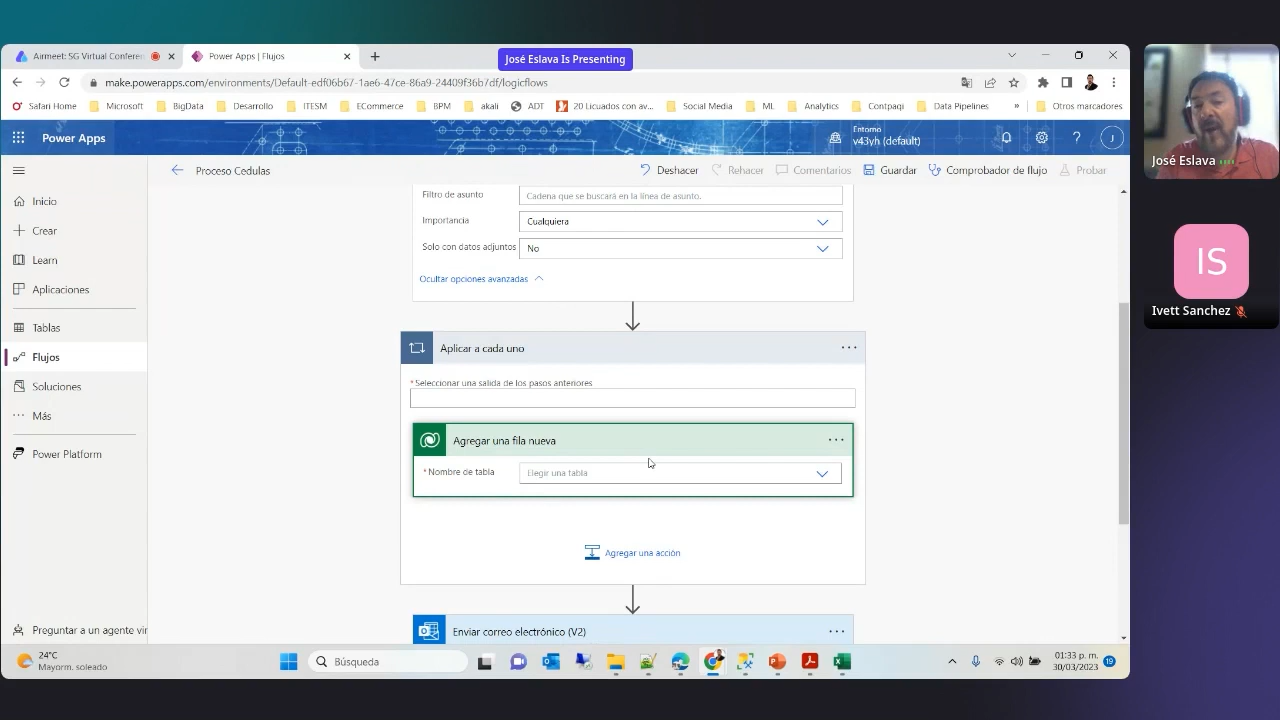 Airmeet: SG Virtual Conferen
Power Apps | Flujos
José Eslava Is Presenting
make.powerapps.com/environments/Default-edf06b67-1ae6-47ce-86a9-24409f36b7df/logicflows
Safari Home
Microsoft
BigData
Desarrollo
ITESM
ECommerce
BPM
akali
ADT
20 Licuados con av...
Social Media
ML
Analytics
Contpaqi
Data Pipelines
»
Otros marcadores
Power Apps
Entorno
v43yh (default)
J
Proceso Cedulas
Deshacer
Rehacer
Comentarios
Guardar
Comprobador de flujo
Probar
Inicio
Crear
Learn
Aplicaciones
Tablas
Flujos
Soluciones
Más
Power Platform
Preguntar a un agente vir
Filtro de asunto
Cadena que se buscará en la línea de asunto.
Importancia
Cualquiera
Solo con datos adjuntos
No
Ocultar opciones avanzadas
Aplicar a cada uno
* Seleccionar una salida de los pasos anteriores
Agregar una fila nueva
* Nombre de tabla
Elegir una tabla
Agregar una acción
Enviar correo electrónico (V2)
24°C
Mayorm. soleado
Búsqueda
01:33 p. m.
30/03/2023
19
José Eslava
IS
Ivett Sanchez